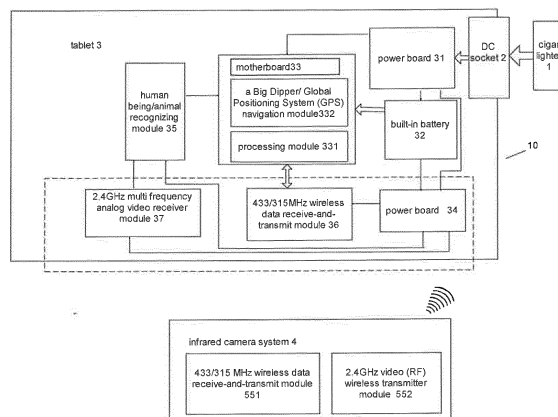 tablet 3
motherboard33
a Big Dipper/ Global
Positioning System (GPS)
navigation module332
processing module 331
human
being/animal
recognizing
module 35
power board 31
DC
socket 2
cigar
lighter
1
built-in battery
32
10
2,4GHz multi frequency
analog video receiver
module 37
433/315MHz wireless
data receive-and-
transmit module 36
power board 34
infrared camera system 4
433/315 MHz wireless data
receive-and-transmit module
551
2.4GHz video (RF)
wireless transmitter
module 552